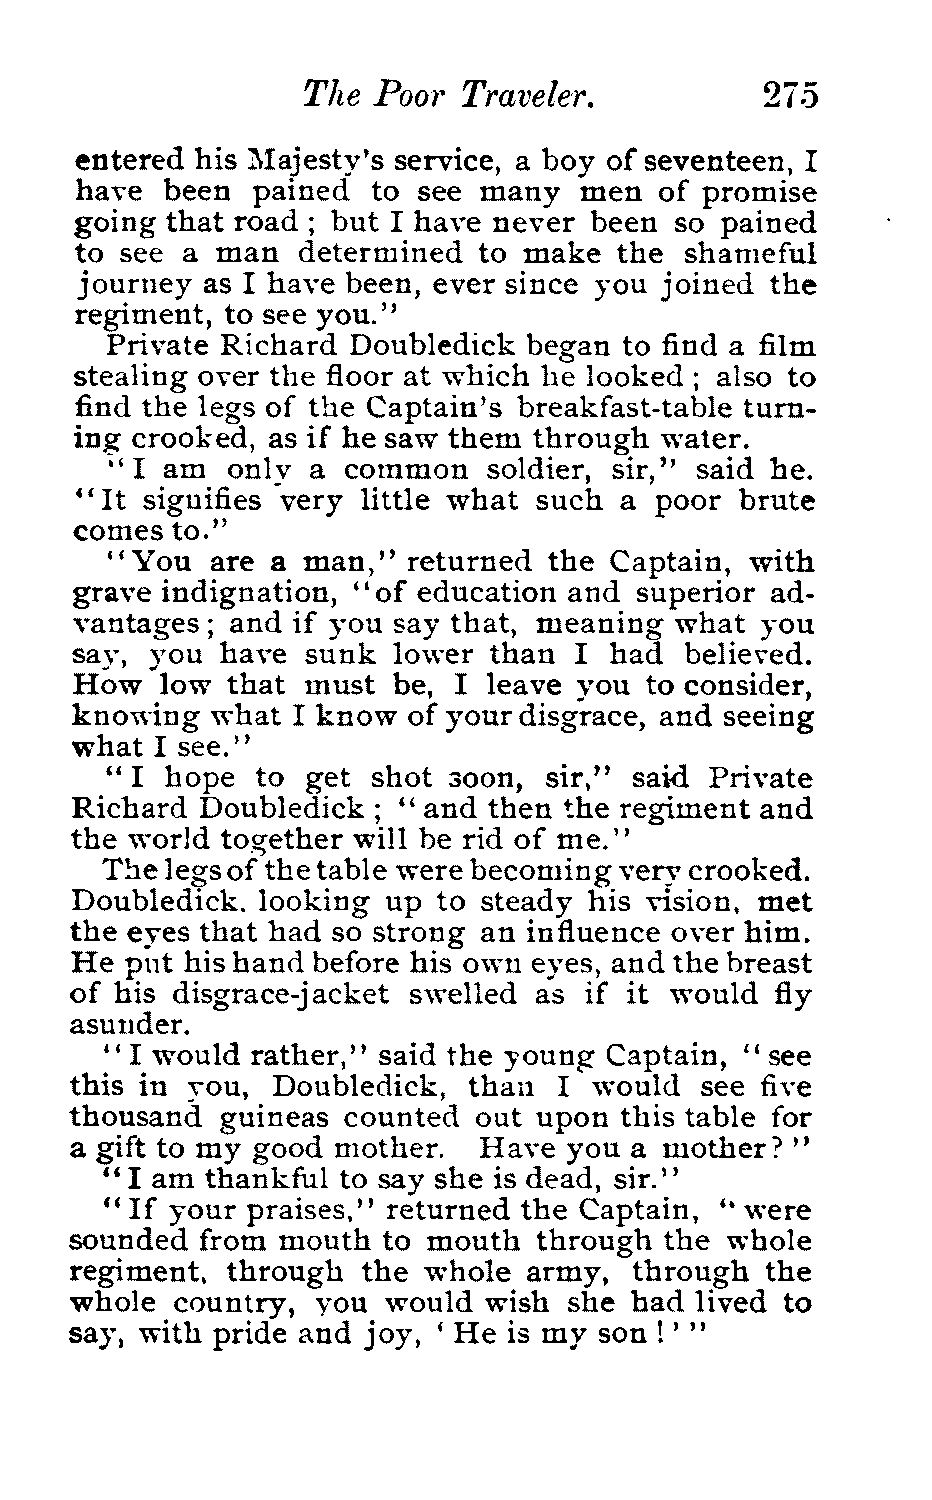 The Poor Traveler. 275
entered his Majesty's service, a boy of seventeen, I
have been pained to see many men of promise
going that road ; but I have never been so pained
to see a man determined to make the shameful
journey as I have been, ever since you joined the
regiment, to see you."
Private Richard Doubledick began to find a film
stealing over the floor at which he looked ; also to
find the legs of the Captain's breakfast-table turn-
ing crooked, as if he saw them through water.
"I am only a common soldier, sir," said he.
"It signifies very little what such a poor brute
comes to."
"You are a man," returned the Captain, with
grave indignation, "of education and superior ad-
vantages ; and if you say that, meaning what you
say, you have sunk lower than I had believed.
How low that must be, I leave you to consider,
knowing what I know of your disgrace, and seeing
what I see."
"I hope to get shot soon, sir," said Private
Richard Doubledick ; "and then the regiment and
the world together will be rid of me."
The legs of the table were becoming very crooked.
Doubledick, looking up to steady his vision, met
the eyes that had so strong an influence over him.
He put his hand before his own eyes, and the breast
of his disgrace-jacket swelled as if it would fly
asunder.
"I would rather," said the young Captain, "see
this in you, Doubledick, than I would see five
thousand guineas counted out upon this table for
a gift to my good mother. Have you a mother?"
"I am thankful to say she is dead, sir."
"If your praises," returned the Captain, "were
sounded from mouth to mouth through the whole
regiment, through the whole army, through the
whole country, you would wish she had lived to
say, with pride and joy, 'He is my son !'"